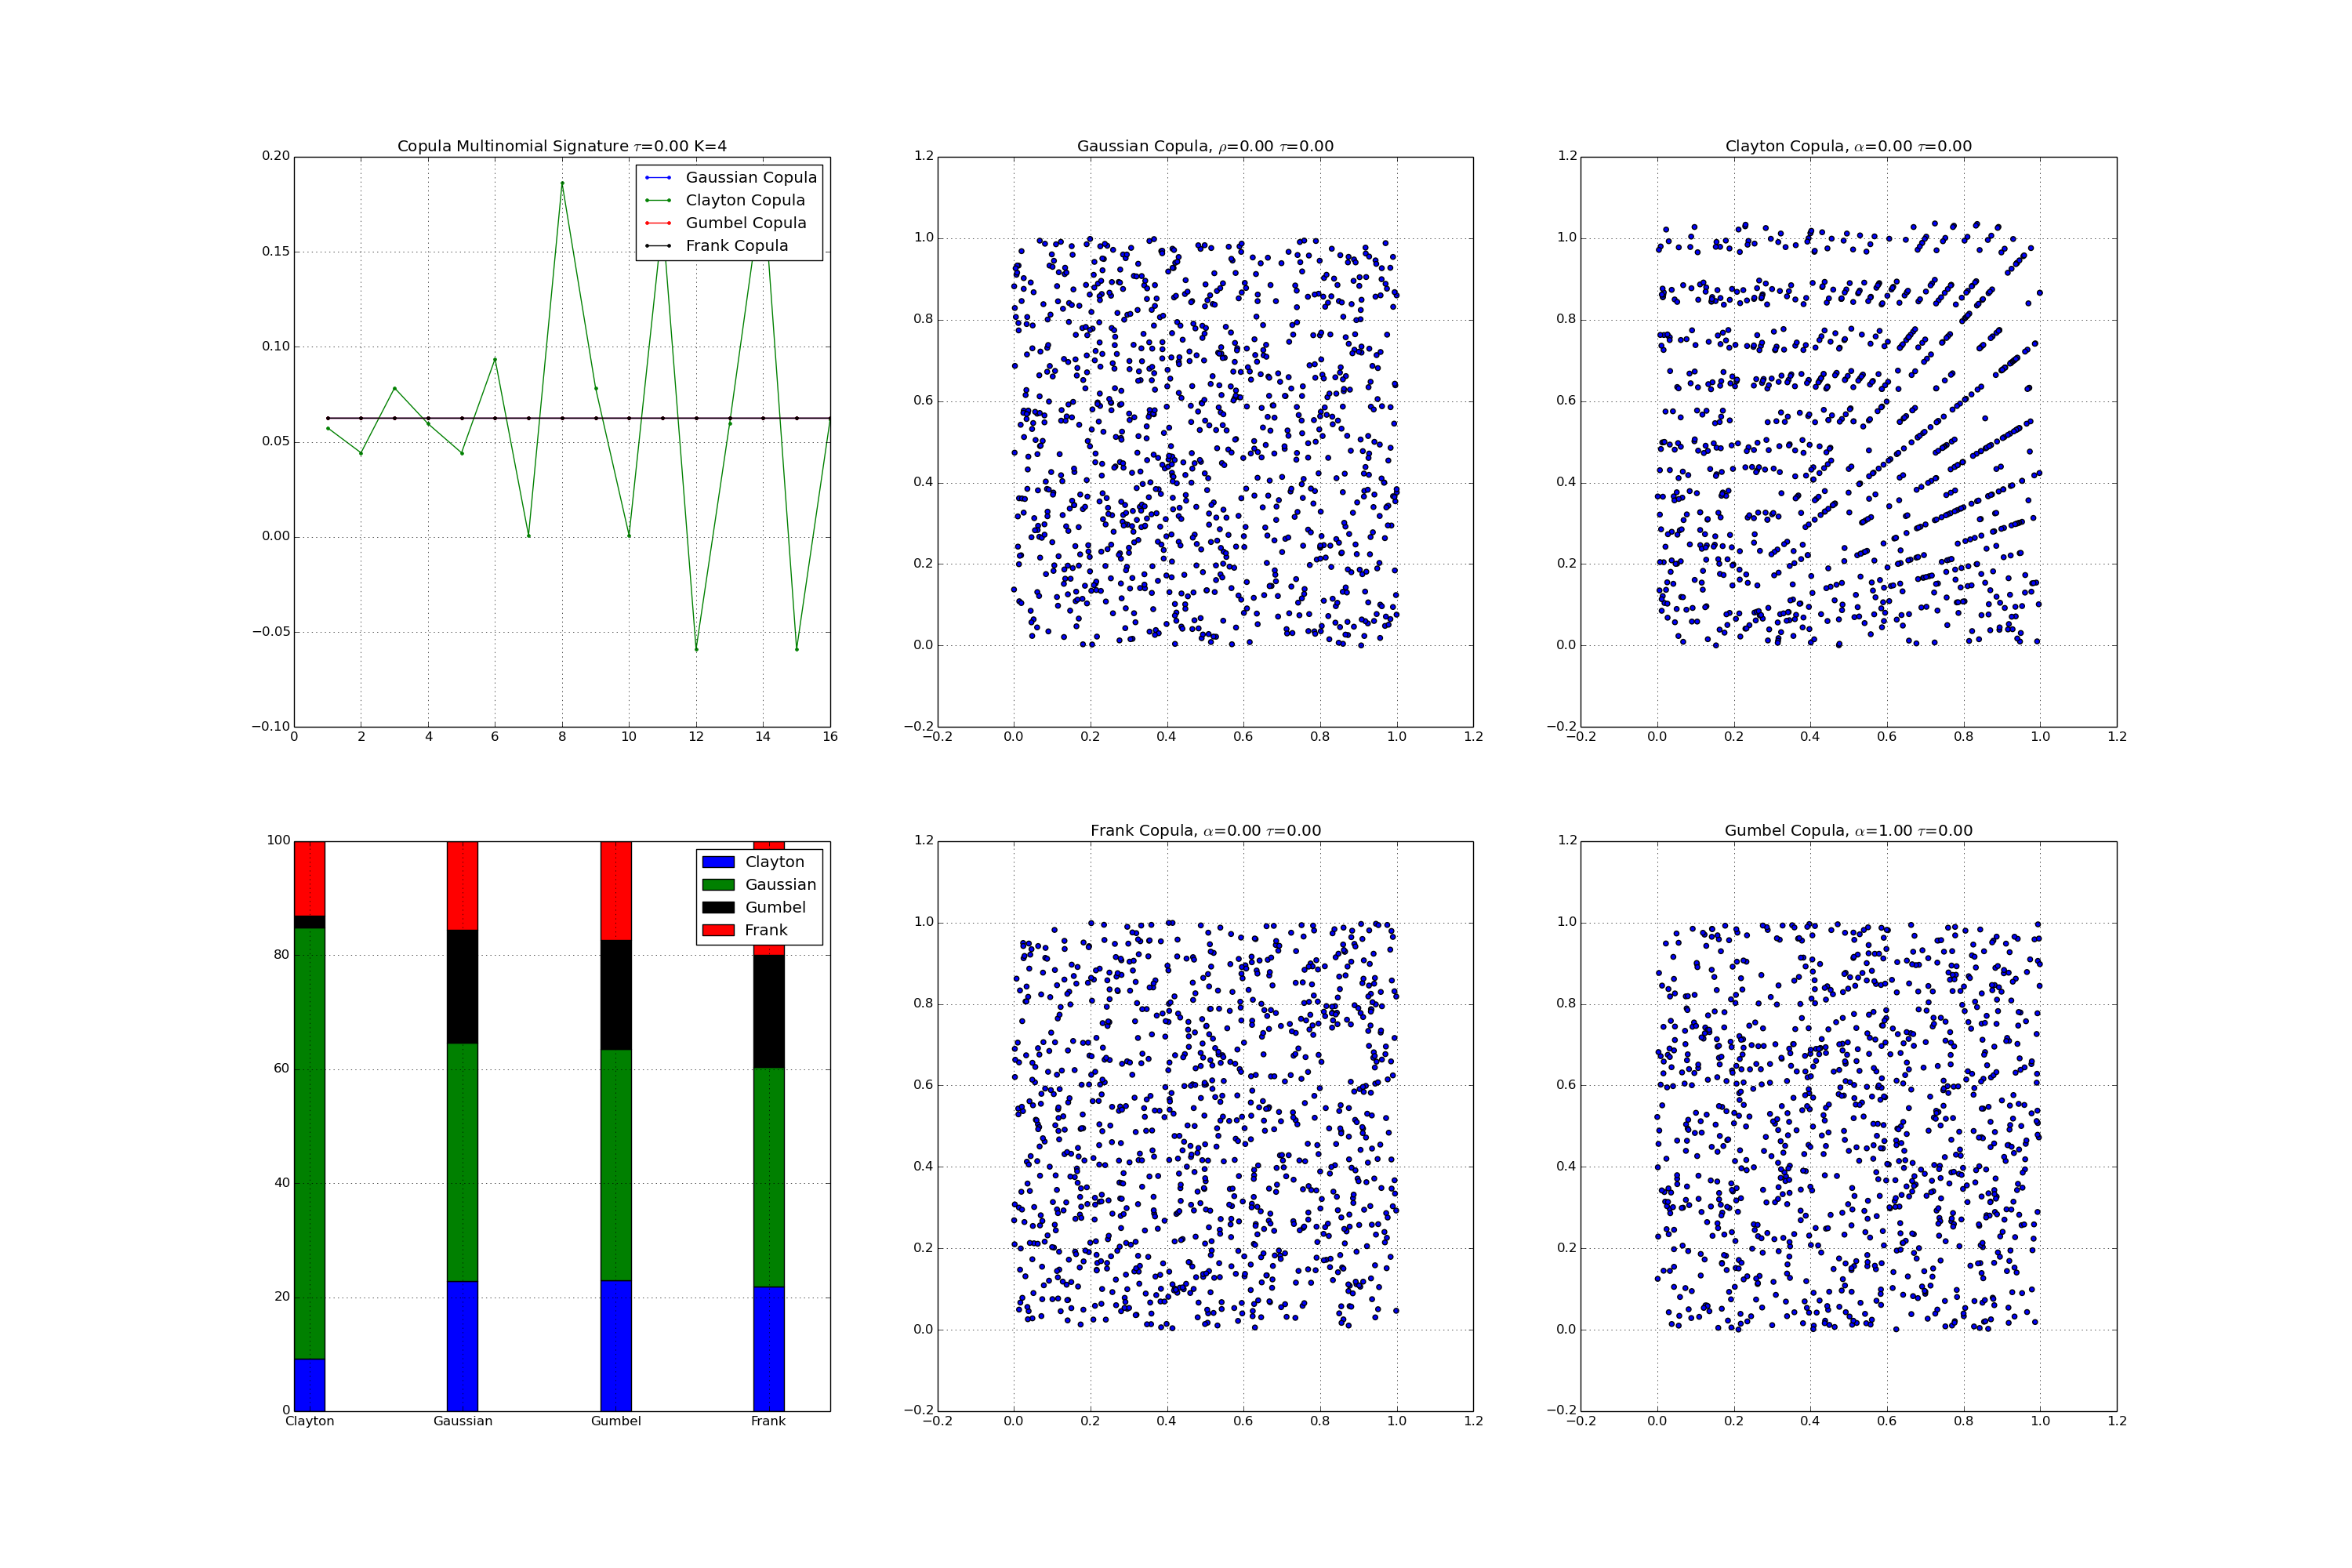 Copula Multinomial Signature τ=0.00 K=4
0.20
0.15
0.10
0.05
0.00
−0.05
−0.10
0 2 4 6 8 10 12 14 16
Gaussian Copula
Clayton Copula
Gumbel Copula
Frank Copula
Gaussian Copula, ρ=0.00 τ=0.00
1.2
1.0
0.8
0.6
0.4
0.2
0.0
−0.2
−0.2 0.0 0.2 0.4 0.6 0.8 1.0 1.2
Clayton Copula, α=0.00 τ=0.00
1.2
1.0
0.8
0.6
0.4
0.2
0.0
−0.2
−0.2 0.0 0.2 0.4 0.6 0.8 1.0 1.2
100
80
60
40
20
0
Clayton Gaussian Gumbel Frank
Clayton
Gaussian
Gumbel
Frank
Frank Copula, α=0.00 τ=0.00
1.2
1.0
0.8
0.6
0.4
0.2
0.0
−0.2
−0.2 0.0 0.2 0.4 0.6 0.8 1.0 1.2
Gumbel Copula, α=1.00 τ=0.00
1.2
1.0
0.8
0.6
0.4
0.2
0.0
−0.2
−0.2 0.0 0.2 0.4 0.6 0.8 1.0 1.2